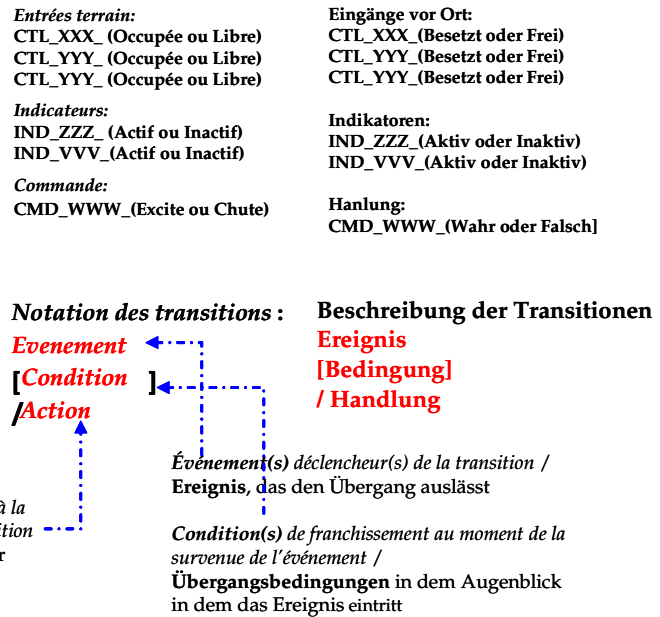 Entrées terrain:
CTL_XXX_ (Occupée ou Libre)
CTL_YYY_ (Occupée ou Libre)
CTL_YYY_ (Occupée ou Libre)
Indicateurs:
IND_ZZZ_ (Actif ou Inactif)
IND_VVV_(Actif ou Inactif)
Commande:
CMD_WWW_(Excite ou Chute)
Eingänge vor Ort:
CTL_XXX_(Besetzt oder Frei)
CTL_YYY_(Besetzt oder Frei)
CTL_YYY_(Besetzt oder Frei)
Indikatoren:
IND_ZZZ_(Aktiv oder Inaktiv)
IND_VVV_(Aktiv oder Inaktiv)
Hanlung:
CMD_WWW_(Wahr oder Falsch]
Notation des transitions :
Evenement
[Condition ]
/Action
Beschreibung der Transitionen
Ereignis
[Bedingung]
/ Handlung
Événement(s) déclencheur(s) de la transition /
Ereignis, das den Übergang auslässt
à la
ition
r
Condition(s) de franchissement au moment de la
survenue de l'événement /
Übergangsbedingungen in dem Augenblick
in dem das Ereignis eintritt